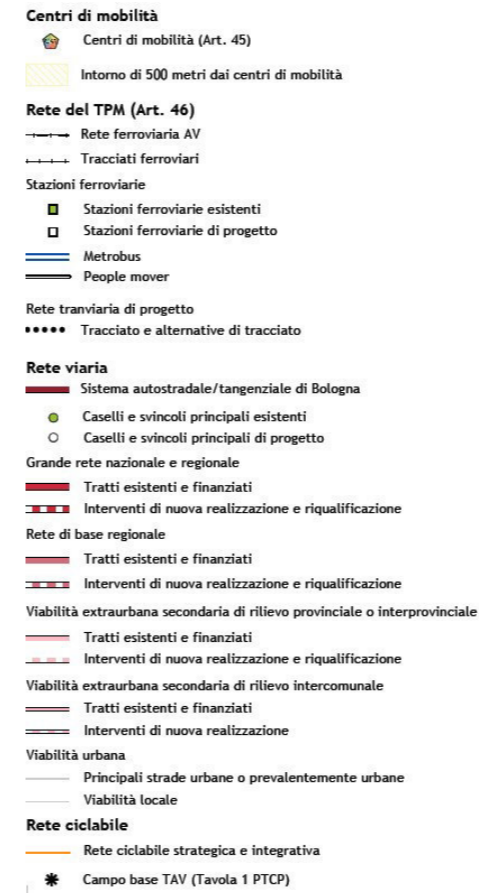 Centri di mobilità
Centri di mobilità (Art. 45)
Intorno di 500 metri dai centri di mobilità
Rete del TPM (Art. 46)
Rete ferroviaria AV
Tracciati ferroviari
Stazioni ferroviarie
Stazioni ferroviarie esistenti
Stazioni ferroviarie di progetto
Metrobus
People mover
Rete tranviaria di progetto
Tracciato e alternative di tracciato
Rete viaria
Sistema autostradale/tangenziale di Bologna
Caselli e svincoli principali esistenti
Caselli e svincoli principali di progetto
Grande rete nazionale e regionale
Tratti esistenti e finanziati
Interventi di nuova realizzazione e riqualificazione
Rete di base regionale
Tratti esistenti e finanziati
Interventi di nuova realizzazione e riqualificazione
Viabilità extraurbana secondaria di rilievo provinciale o interprovinciale
Tratti esistenti e finanziati
Interventi di nuova realizzazione e riqualificazione
Viabilità extraurbana secondaria di rilievo intercomunale
Tratti esistenti e finanziati
Interventi di nuova realizzazione
Viabilità urbana
Principali strade urbane o prevalentemente urbane
Viabilità locale
Rete ciclabile
Rete ciclabile strategica e integrativa
Campo base TAV (Tavola 1 PTCP)